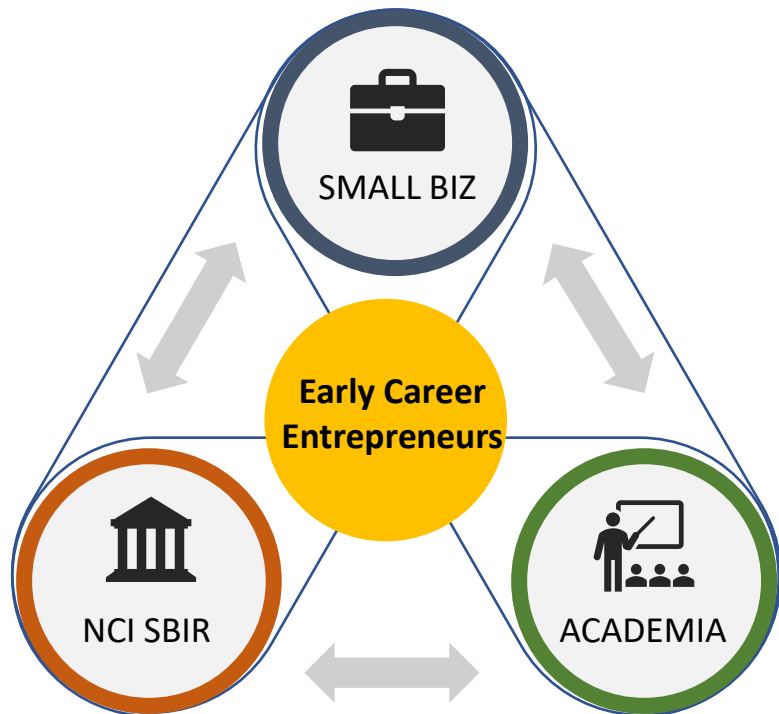 SMALL BIZ
Early Career
Entrepreneurs
NCI SBIR
ACADEMIA